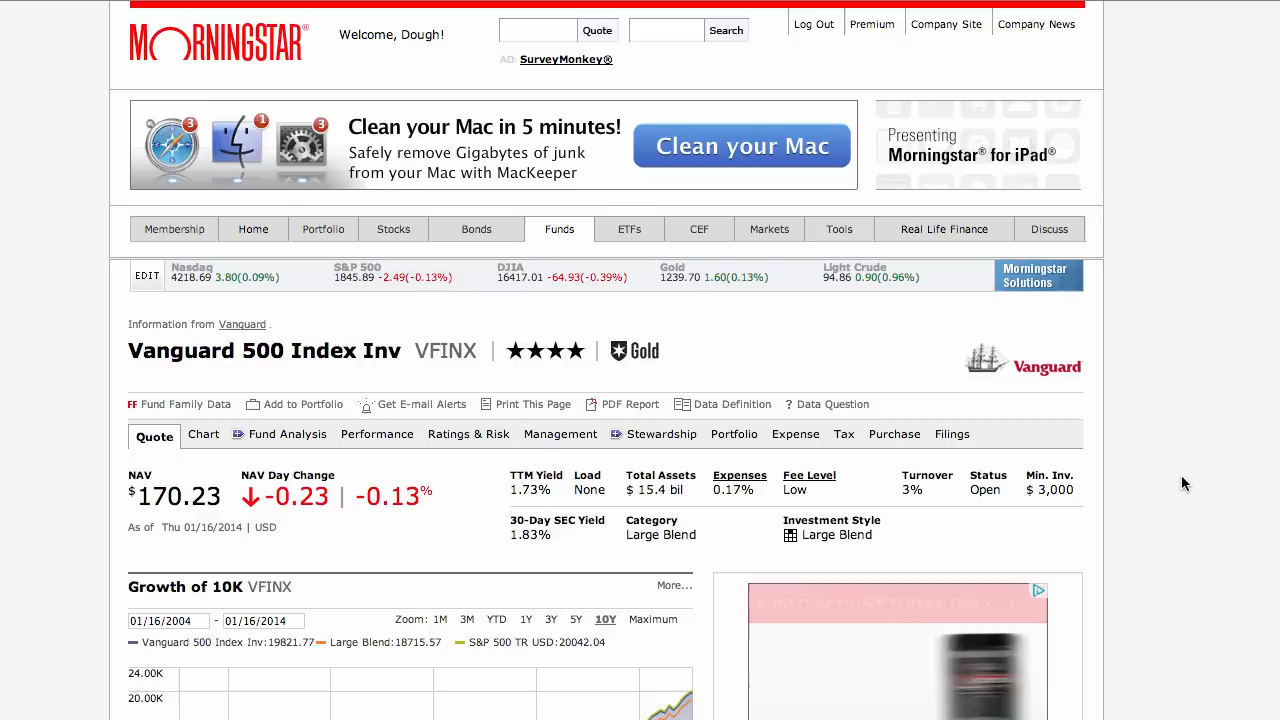 MORNINGSTAR®
Welcome, Dough!
Quote
Search
Log Out
Premium
Company Site
Company News
AD: SurveyMonkey®
3
1
3
Clean your Mac in 5 minutes!
Safely remove Gigabytes of junk
from your Mac with MacKeeper
Clean your Mac
Presenting
Morningstar® for iPad®
Membership
Home
Portfolio
Stocks
Bonds
Funds
ETFs
CEF
Markets
Tools
Real Life Finance
Discuss
EDIT
Nasdaq
4218.69 3.80(0.09%)
S&P 500
1845.89 -2.49(-0.13%)
DJIA
16417.01 -64.93(-0.39%)
Gold
1239.70 1.60(0.13%)
Light Crude
94.86 0.90(0.96%)
Morningstar
Solutions
Information from Vanguard .
Vanguard 500 Index Inv VFINX | ★★★★ | Gold
Vanguard
FF Fund Family Data
Add to Portfolio
Get E-mail Alerts
Print This Page
PDF Report
Data Definition
? Data Question
Quote
Chart
Fund Analysis
Performance
Ratings & Risk
Management
Stewardship
Portfolio
Expense
Tax
Purchase
Filings
NAV
$170.23
NAV Day Change
-0.23 | -0.13%
As of Thu 01/16/2014 | USD
TTM Yield
1.73%
Load
None
Total Assets
$ 15.4 bil
Expenses
0.17%
Fee Level
Low
Turnover
3%
Status
Open
Min. Inv.
$ 3,000
30-Day SEC Yield
1.83%
Category
Large Blend
Investment Style
Large Blend
Growth of 10K VFINX
More...
01/16/2004 - 01/16/2014
Zoom: 1M 3M YTD 1Y 3Y 5Y 10Y Maximum
Vanguard 500 Index Inv:19821.77 Large Blend:18715.57 S&P 500 TR USD:20042.04
24.00K
20.00K